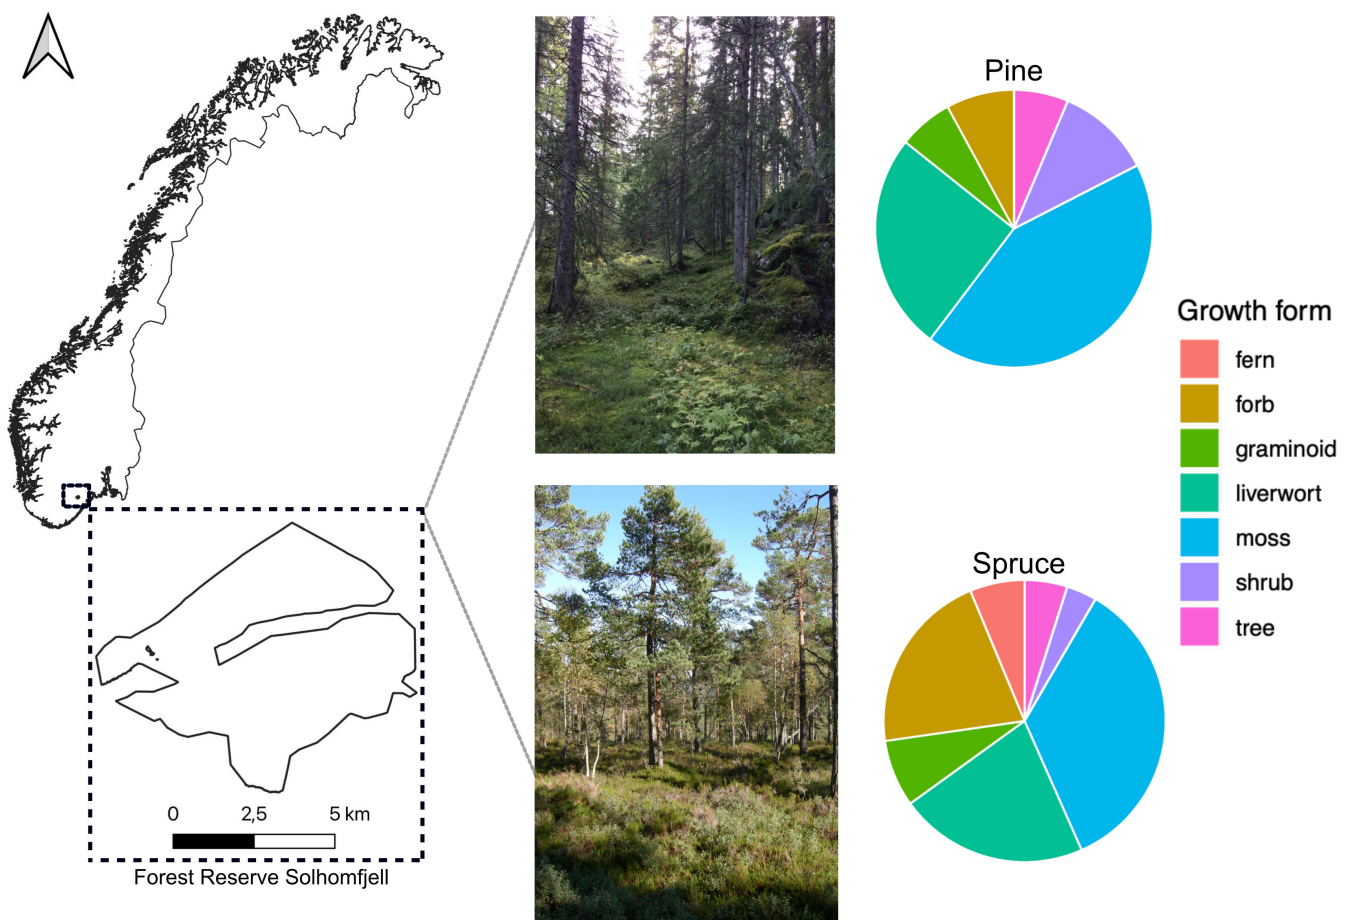 Pine
Growth form
fern
forb
graminoid
liverwort
moss
shrub
tree
Spruce
0 2,5 5 km
Forest Reserve Solhomfjell